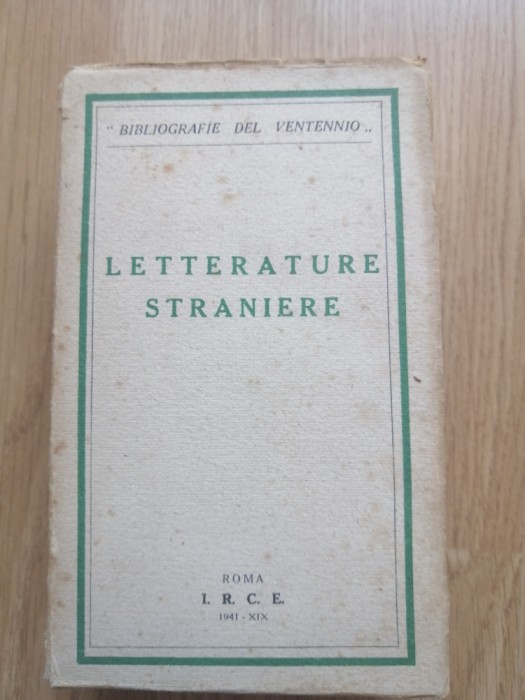 “ BIBLIOGRAFIE DEL VENTENNIO „
LETTERATURE
STRANIERE
ROMA
I. R. C. E.
1941 - XIX